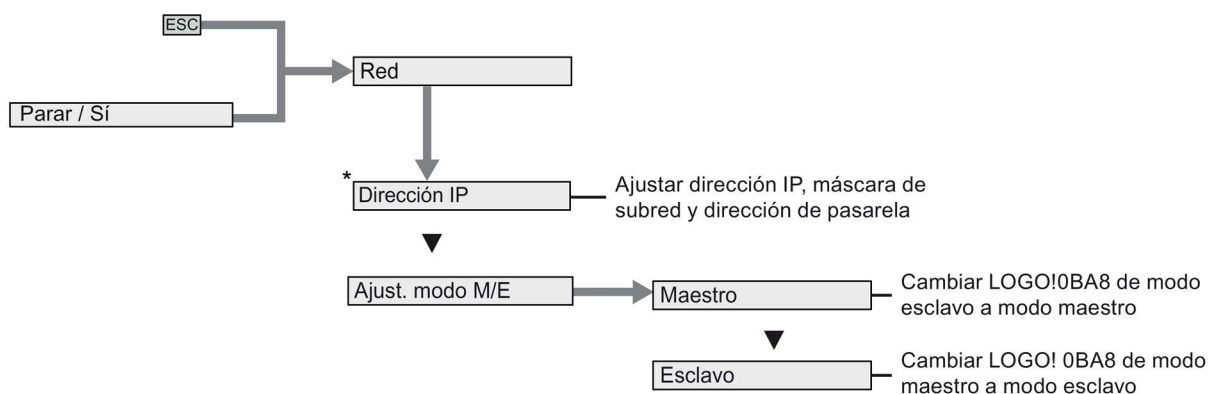 ESC
Red
Parar / Sí
*
Dirección IP
Ajustar dirección IP, máscara de
subred y dirección de pasarela
Ajust. modo M/E
Maestro
Cambiar LOGO!0BA8 de modo
esclavo a modo maestro
Esclavo
Cambiar LOGO! 0BA8 de modo
maestro a modo esclavo